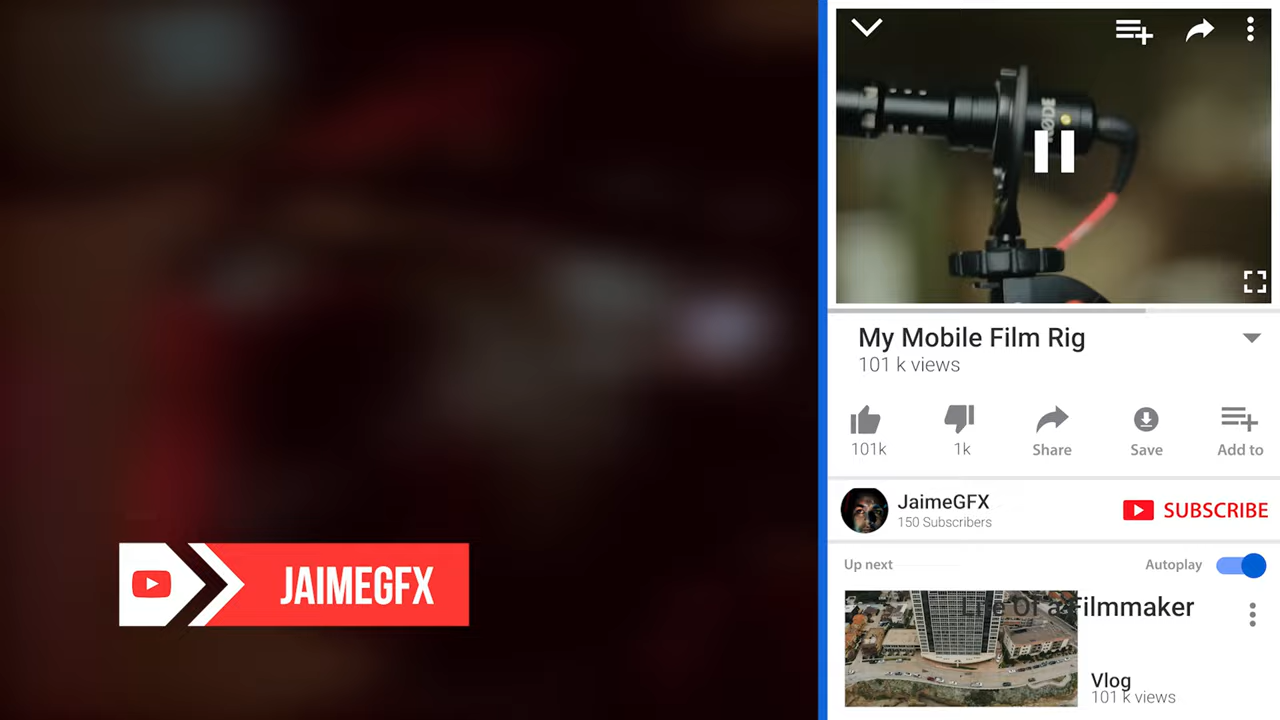 JAIMEGFX
RØDE
My Mobile Film Rig
101 k views
101k
1k
Share
Save
Add to
JaimeGFX
150 Subscribers
SUBSCRIBE
Up next
Autoplay
Life Of a Filmmaker
Vlog
101 k views